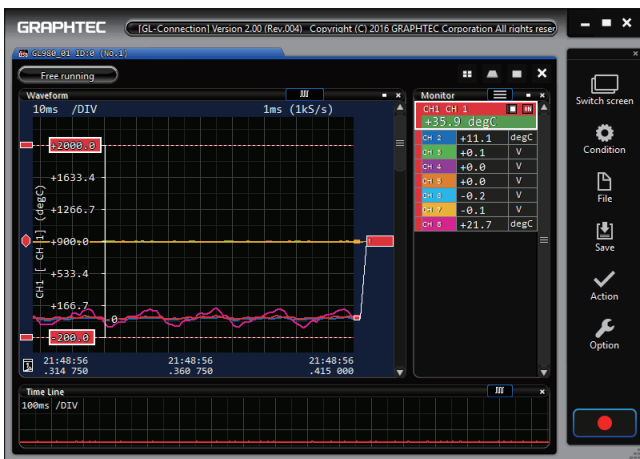 GRAPHTEC
[GL-Connection] Version 2.00 (Rev.004) Copyright (C) 2016 GRAPHTEC Corporation All rights reser
GL980_01 ID:0 (No.1)
Free running
Waveform
10ms /DIV
1ms (1kS/s)
+2000.0
+1633.4
+1266.7
+900.0
+533.4
+166.7
-200.0
-0
CH1 [ CH 1] (degC)
21:48:56
.314 750
21:48:56
.360 750
21:48:56
.415 000
Monitor
CH1 CH 1
+35.9 degC
CH 2 +11.1 degC
CH 3 +0.1 V
CH 4 +0.0 V
CH 5 +0.0 V
CH 6 -0.2 V
CH 7 -0.1 V
CH 8 +21.7 degC
Time Line
100ms /DIV
Switch screen
Condition
File
Save
Action
Option